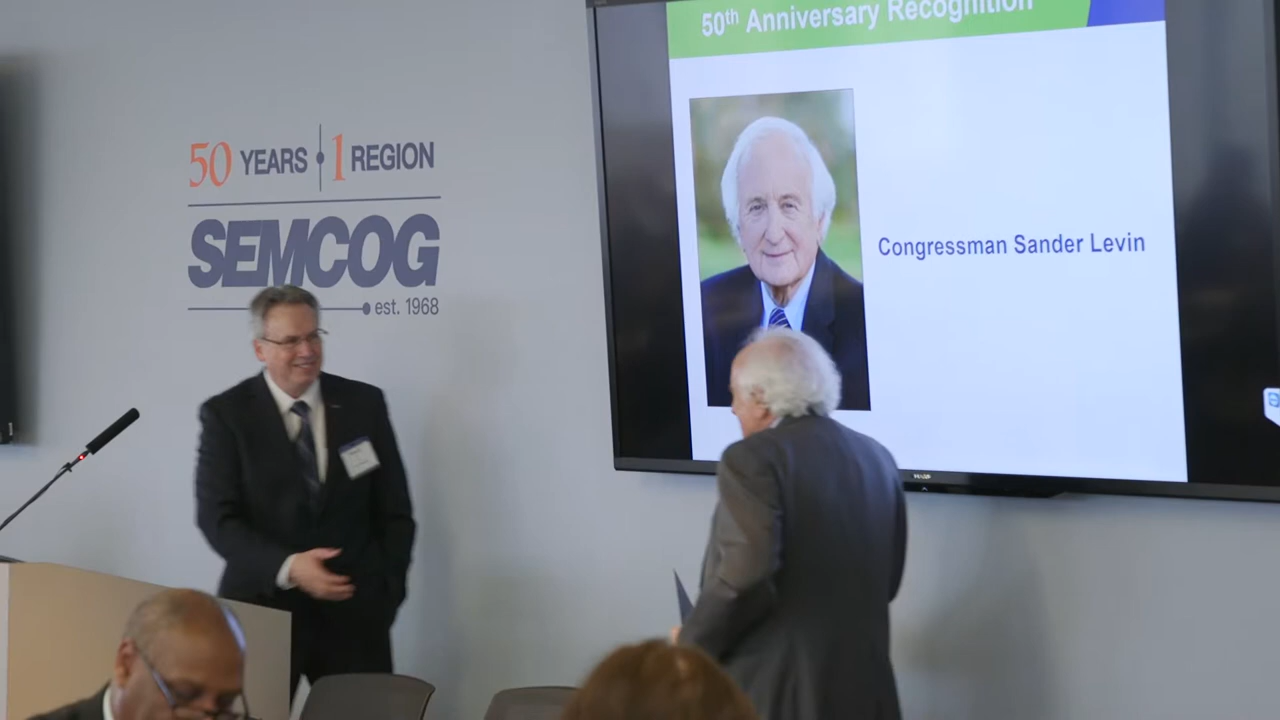 50th Anniversary Recognition
50 YEARS 1 REGION
SEMCOG
est. 1968
Congressman Sander Levin